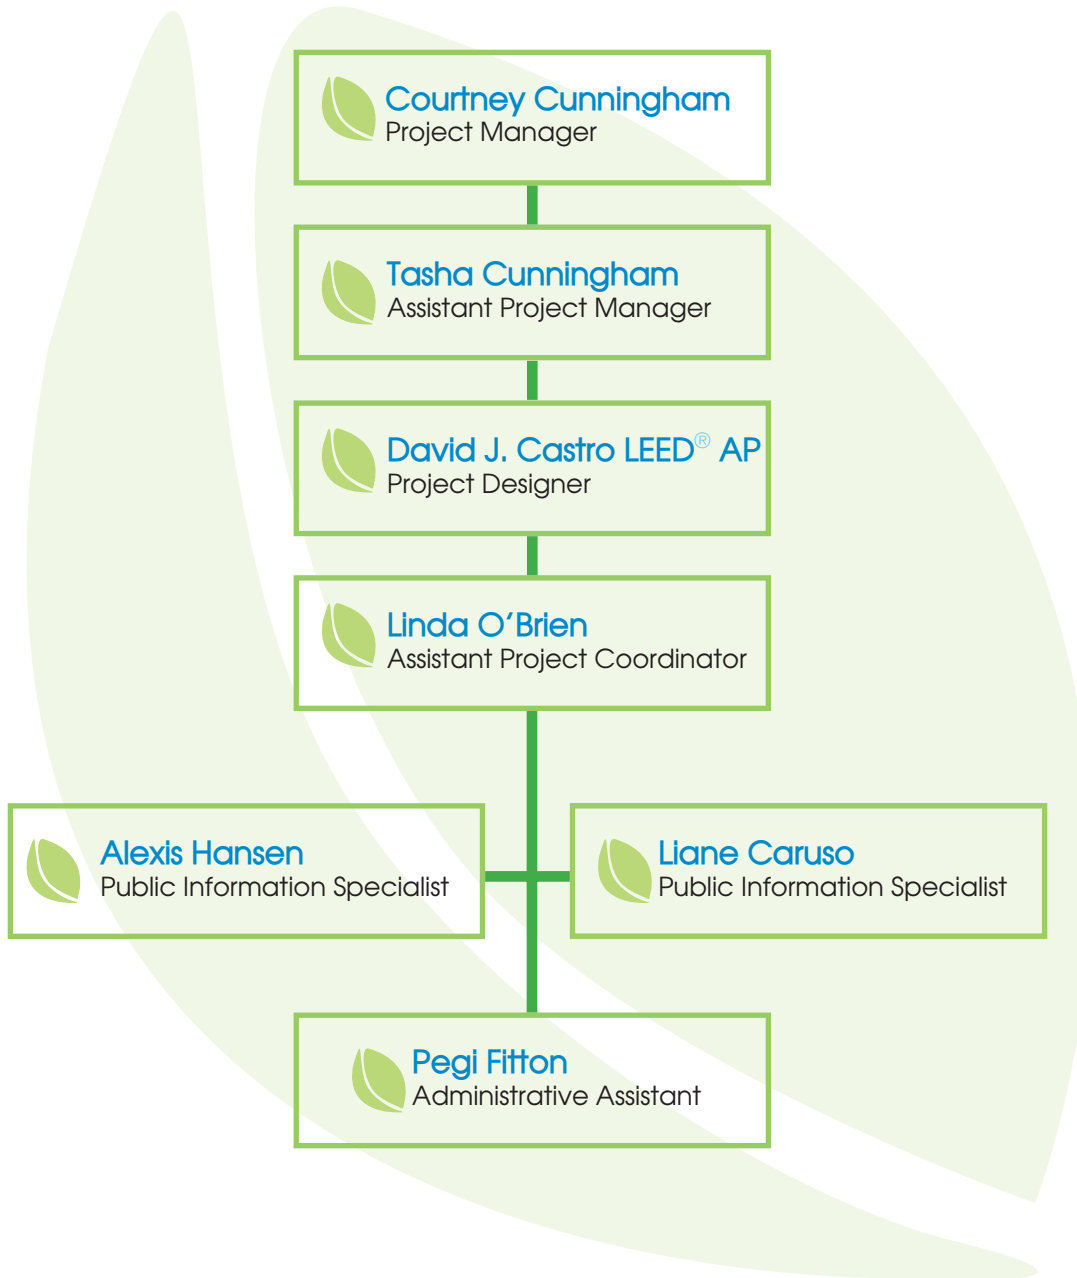 Courtney Cunningham
Project Manager
Tasha Cunningham
Assistant Project Manager
David J. Castro LEED® AP
Project Designer
Linda O’Brien
Assistant Project Coordinator
Alexis Hansen
Public Information Specialist
Liane Caruso
Public Information Specialist
Pegi Fitton
Administrative Assistant